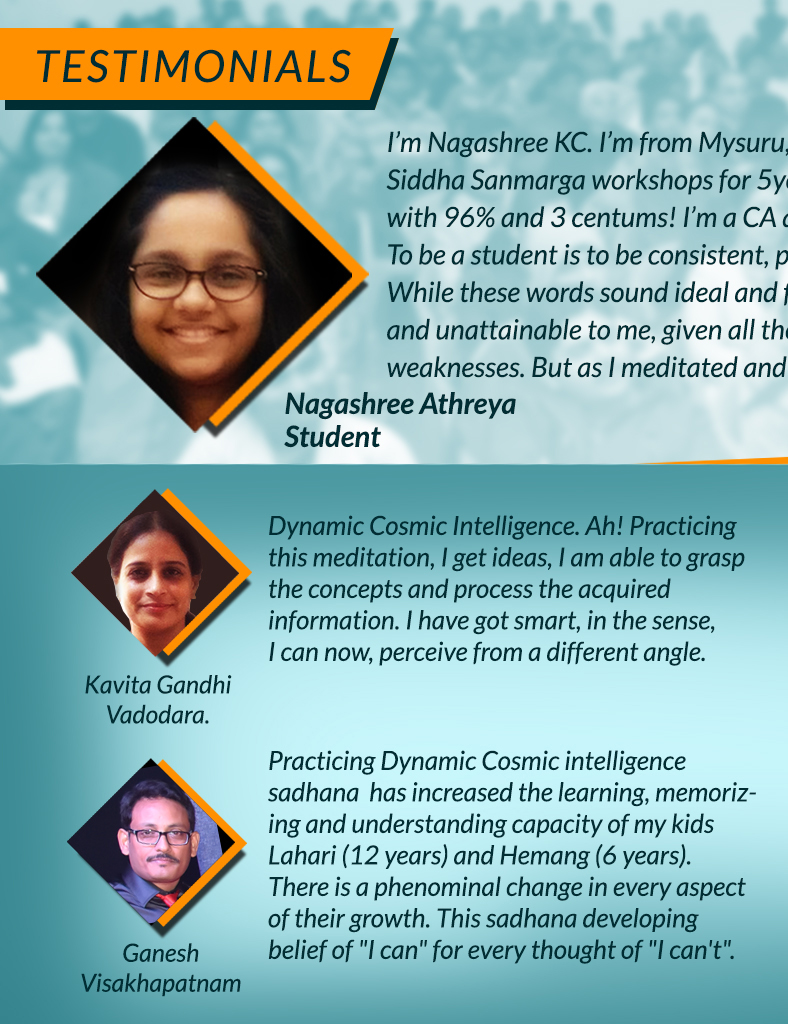 TESTIMONIALS
I’m Nagashree KC. I’m from Mysuru,
Siddha Sanmarga workshops for 5y
with 96% and 3 centums! I’m a CA
To be a student is to be consistent, p
While these words sound ideal and f
and unattainable to me, given all the
weaknesses. But as I meditated and
Nagashree Athreya
Student
Dynamic Cosmic Intelligence. Ah! Practicing
this meditation, I get ideas, I am able to grasp
the concepts and process the acquired
information. I have got smart, in the sense,
I can now, perceive from a different angle.
Kavita Gandhi
Vadodara.
Practicing Dynamic Cosmic intelligence
sadhana  has increased the learning, memoriz-
ing and understanding capacity of my kids
Lahari (12 years) and Hemang (6 years).
There is a phenominal change in every aspect
of their growth. This sadhana developing
belief of "I can" for every thought of "I can't".
Ganesh
Visakhapatnam